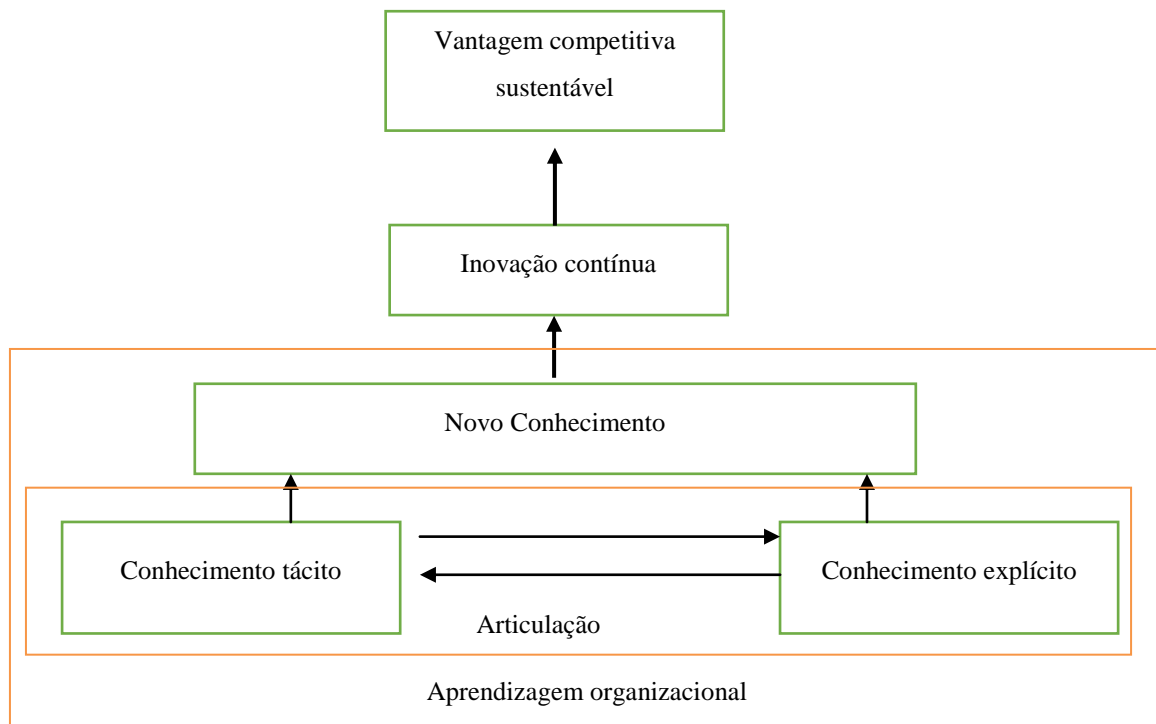 Vantagem competitiva
sustentável
Inovação contínua
Novo Conhecimento
Conhecimento tácito
Conhecimento explícito
Articulação
Aprendizagem organizacional